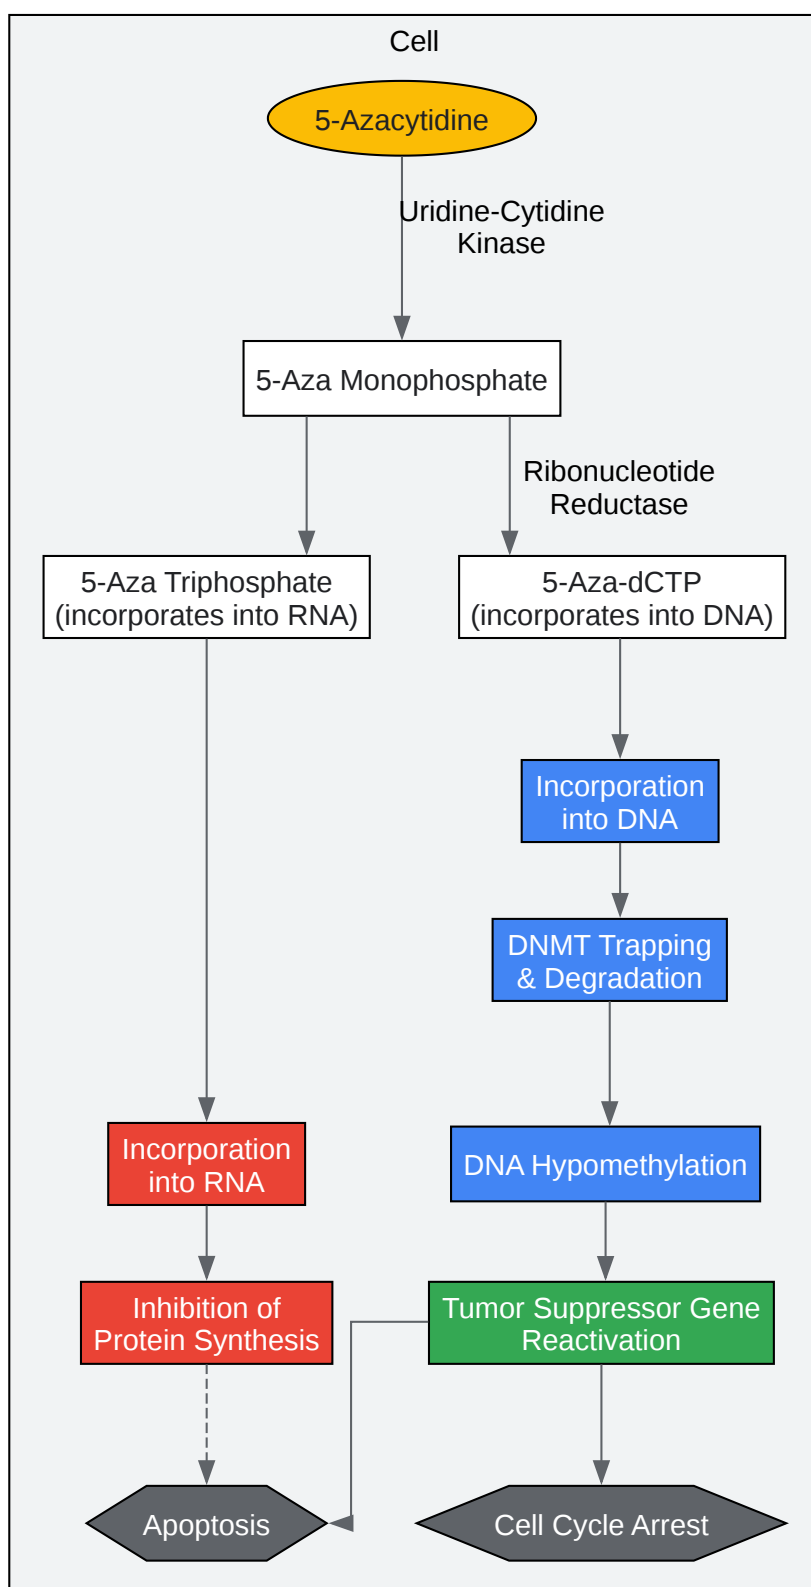 Cell
5-Azacytidine
Uridine-Cytidine
Kinase
5-Aza Monophosphate
Ribonucleotide
Reductase
5-Aza Triphosphate
(incorporates into RNA)
5-Aza-dCTP
(incorporates into DNA)
Incorporation
into DNA
DNMT Trapping
& Degradation
Incorporation
into RNA
DNA Hypomethylation
Inhibition of
Protein Synthesis
Tumor Suppressor Gene
Reactivation
Apoptosis
Cell Cycle Arrest